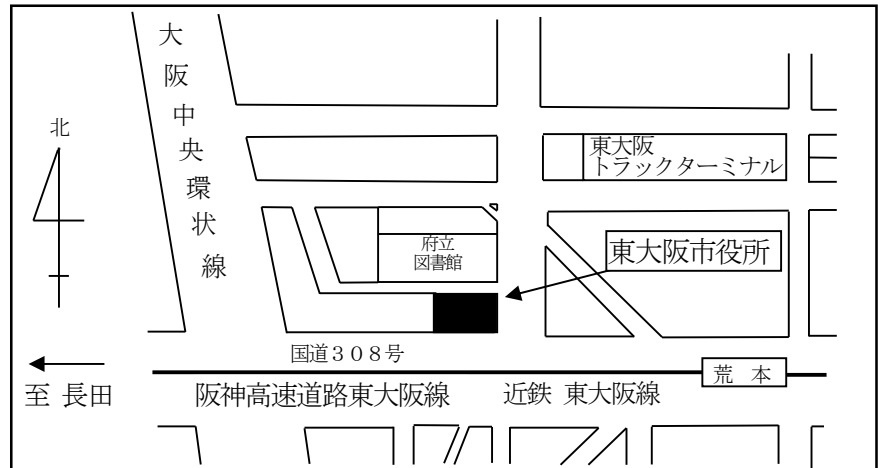 大阪中央環状線
北
東大阪
トラックターミナル
府立
図書館
東大阪市役所
国道308号
荒 本
至 長田
阪神高速道路東大阪線
近鉄 東大阪線